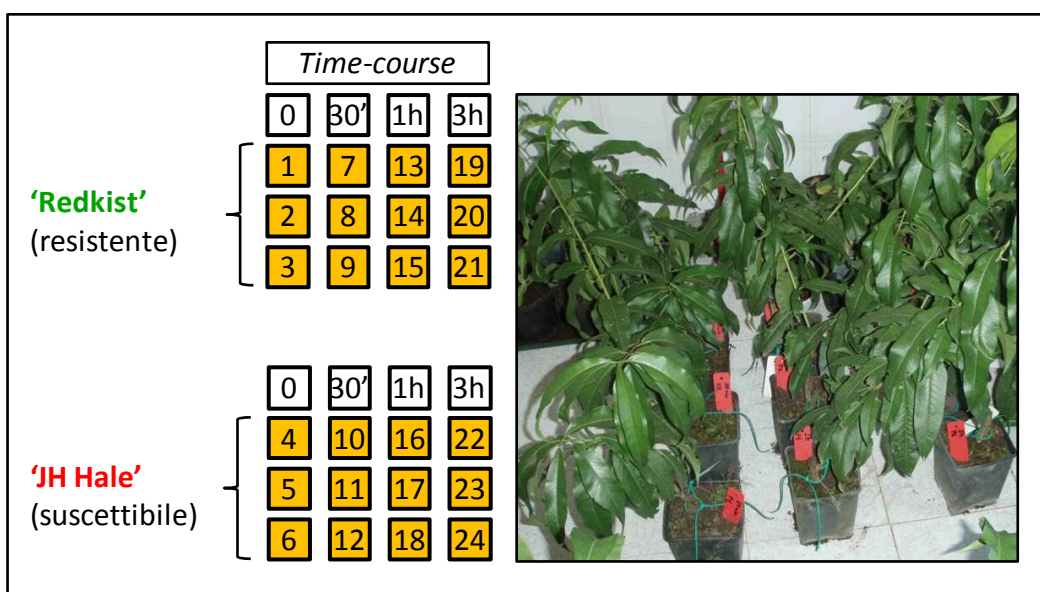 Time-course
0 30' 1h 3h
1 7 13 19
‘Redkist’
2 8 14 20
(resistente)
3 9 15 21
0 30' 1h 3h
4 10 16 22
‘JH Hale’
5 11 17 23
(suscettibile)
6 12 18 24